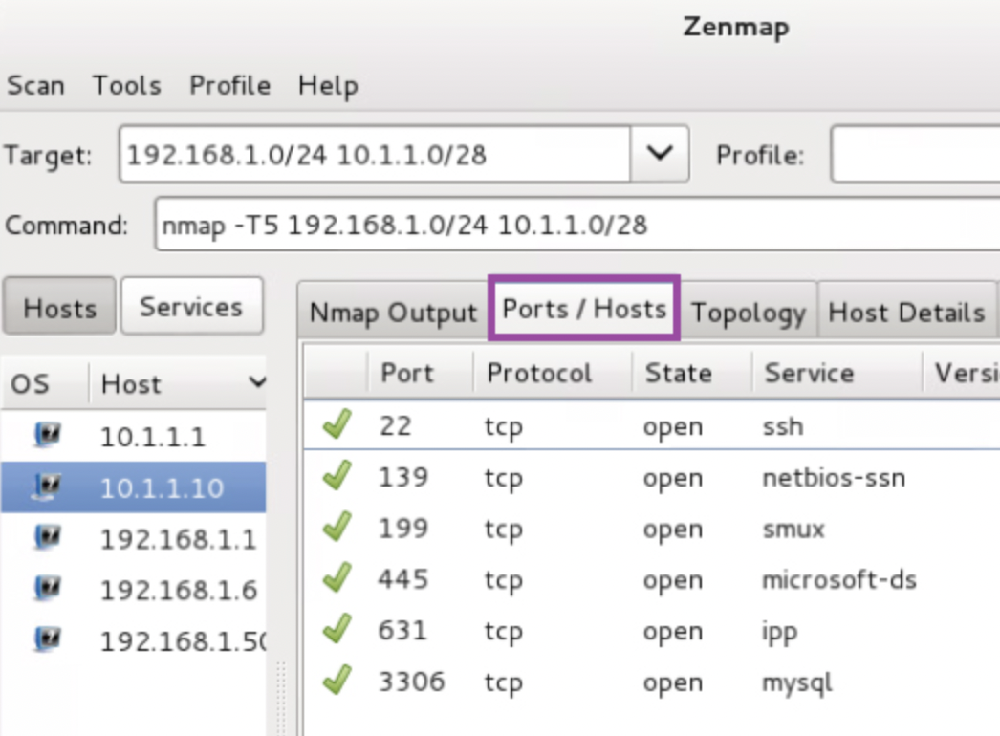 Zenmap
Scan Tools Profile Help
Target: 192.168.1.0/24 10.1.1.0/28 Profile:
Command: nmap -T5 192.168.1.0/24 10.1.1.0/28
Hosts Services Nmap Output Ports / Hosts Topology Host Details
OS Host Port Protocol State Service Versi
10.1.1.1 22 tcp open ssh
10.1.1.10 139 tcp open netbios-ssn
192.168.1.1 199 tcp open smux
192.168.1.6 445 tcp open microsoft-ds
192.168.1.50 631 tcp open ipp
3306 tcp open mysql